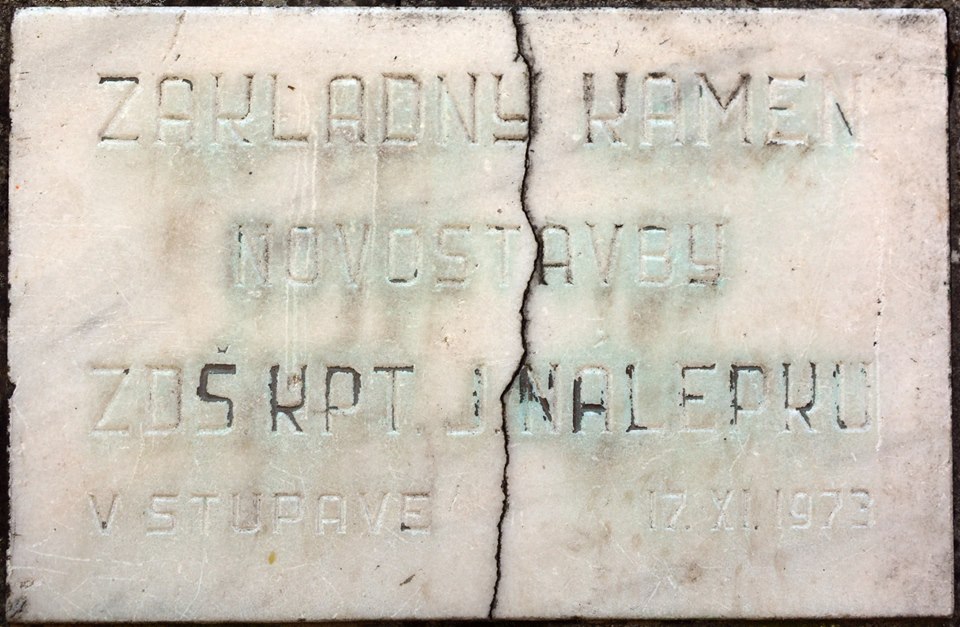 ZÁKLADNÝ KAMEŇ
NOVOSTAVBY
ZDŠ KPT. J. NÁLEPKU
V STUPAVE 17. XI. 1973